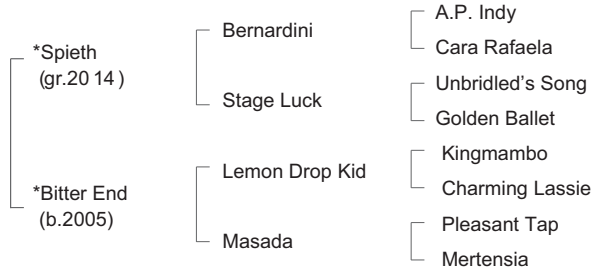 *Spieth
(gr.20 14 )
*Bitter End
(b.2005)
Bernardini
Stage Luck
Lemon Drop Kid
Masada
A.P. Indy
Cara Rafaela
Unbridled's Song
Golden Ballet
Kingmambo
Charming Lassie
Pleasant Tap
Mertensia